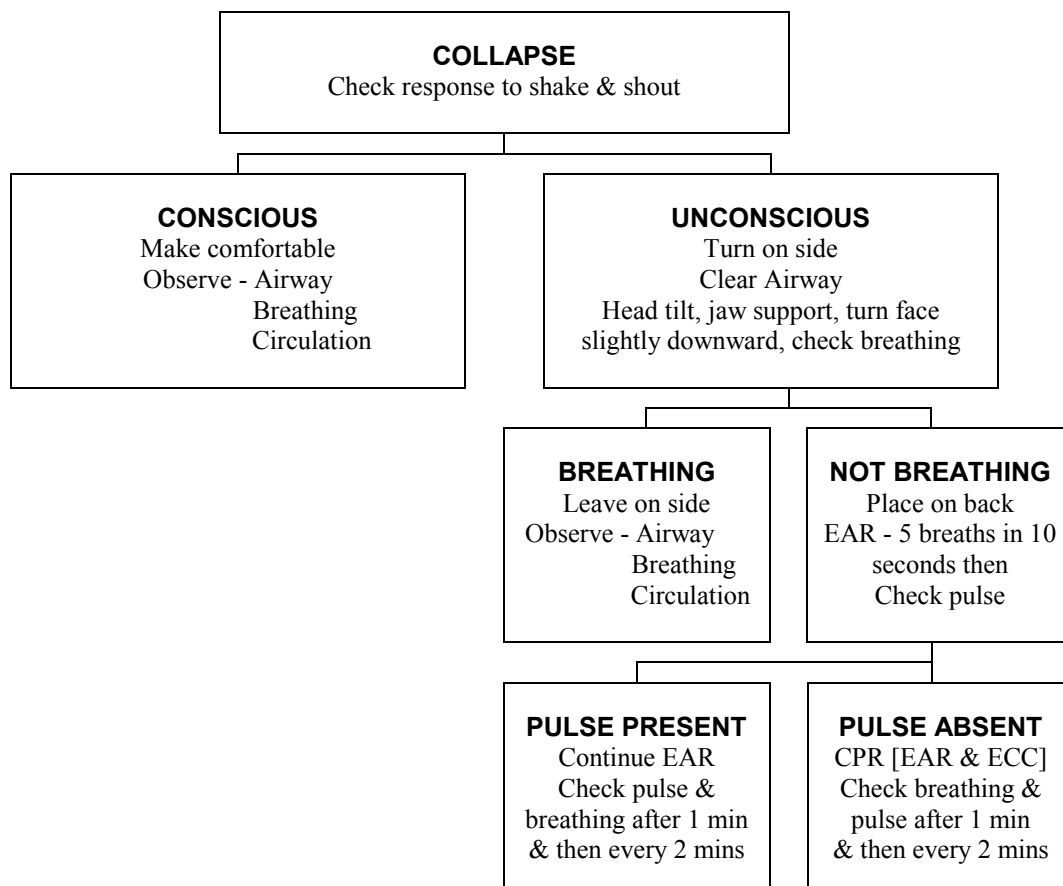 COLLAPSE
Check response to shake & shout
CONSCIOUS
Make comfortable
Observe - Airway
Breathing
Circulation
UNCONSCIOUS
Turn on side
Clear Airway
Head tilt, jaw support, turn face
slightly downward, check breathing
BREATHING
Leave on side
Observe - Airway
Breathing
Circulation
NOT BREATHING
Place on back
EAR - 5 breaths in 10
seconds then
Check pulse
PULSE PRESENT
Continue EAR
Check pulse &
breathing after 1 min
& then every 2 mins
PULSE ABSENT
CPR [EAR & ECC]
Check breathing &
pulse after 1 min
& then every 2 mins